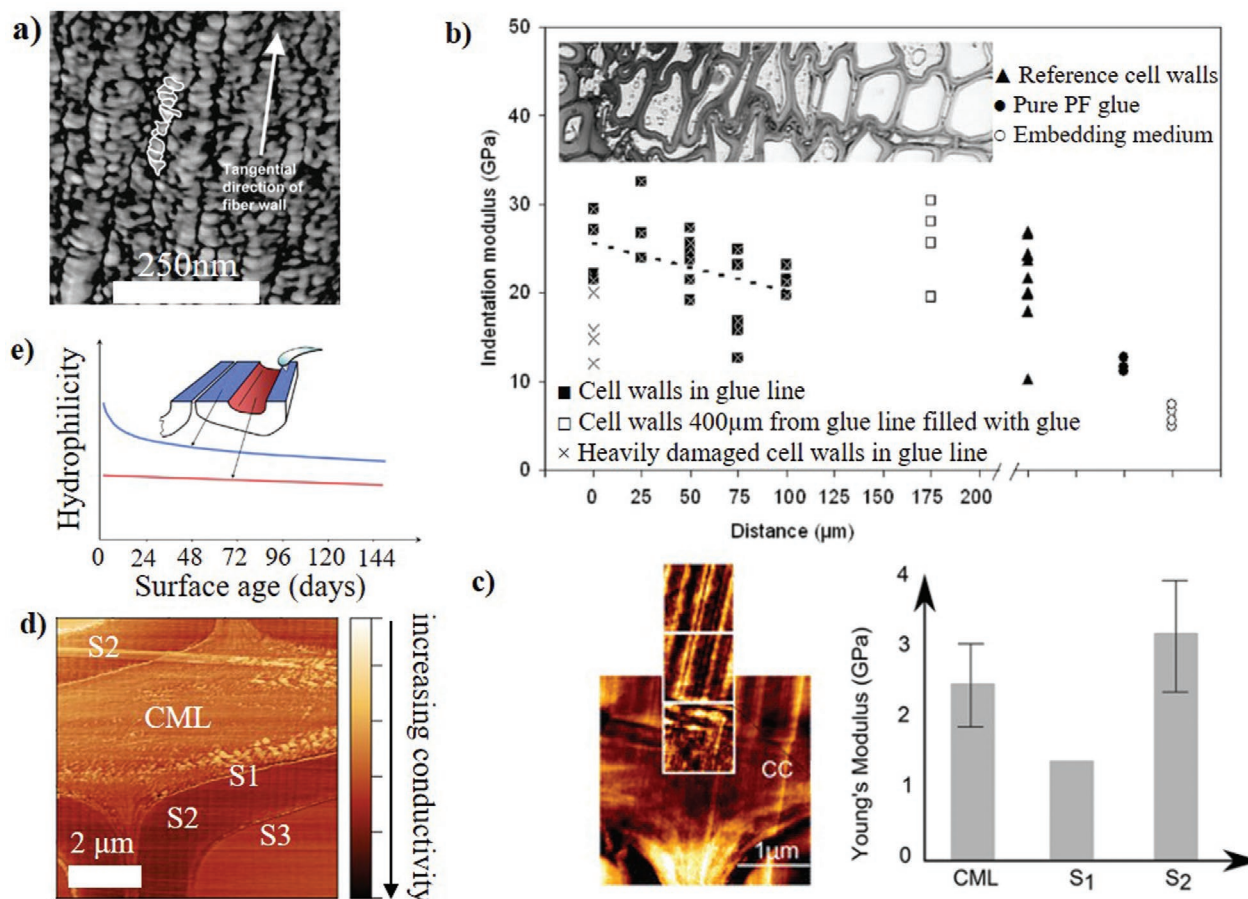 a)
Tangential
direction of
fiber wall
250nm
b)
Indentation modulus (GPa)
50
40
30
20
10
0
▲ Reference cell walls
● Pure PF glue
○ Embedding medium
■ Cell walls in glue line
□ Cell walls 400µm from glue line filled with glue
× Heavily damaged cell walls in glue line
0 25 50 75 100 125 150 175 200
Distance (µm)
e)
Hydrophilicity
0 24 48 72 96 120 144
Surface age (days)
d)
S2
CML
S1
S2
S3
2 µm
increasing conductivity
c)
CC
1µm
Young's Modulus (GPa)
4
3
2
1
0
CML S1 S2